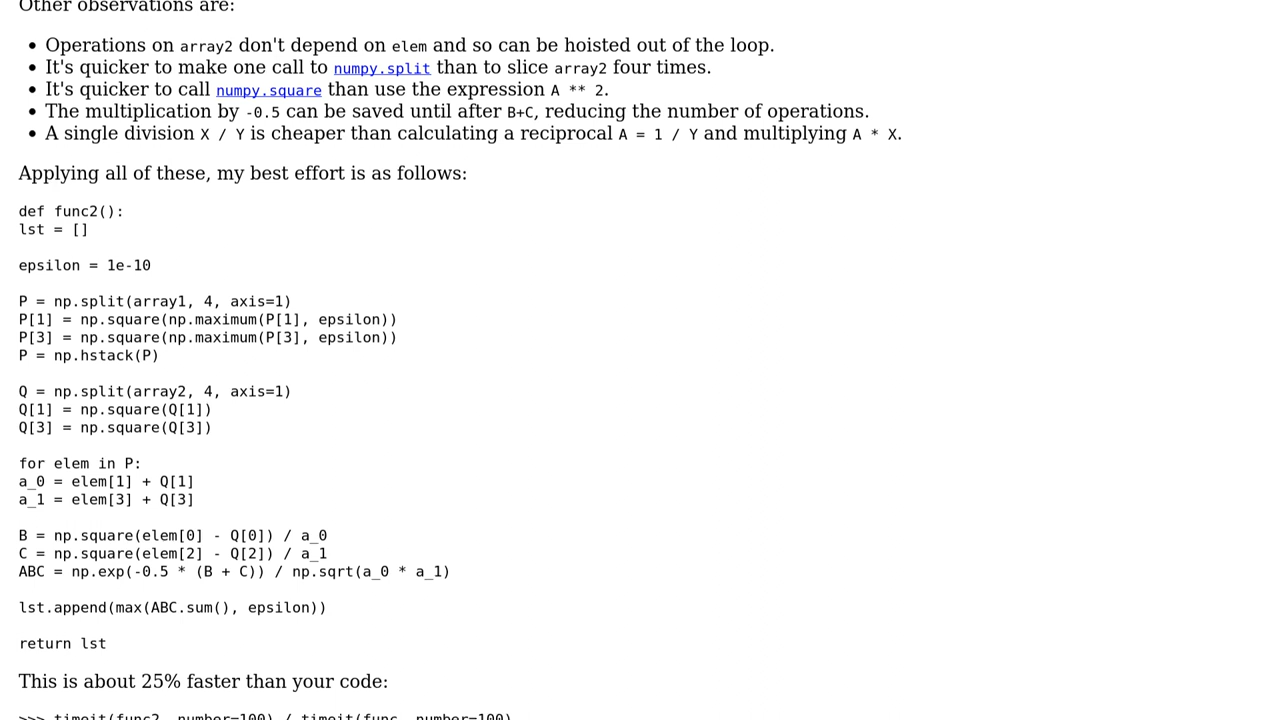 Other observations are:
• Operations on array2 don't depend on elem and so can be hoisted out of the loop.
• It's quicker to make one call to numpy.split than to slice array2 four times.
• It's quicker to call numpy.square than use the expression A ** 2.
• The multiplication by -0.5 can be saved until after B+C, reducing the number of operations.
• A single division X / Y is cheaper than calculating a reciprocal A = 1 / Y and multiplying A * X.
Applying all of these, my best effort is as follows:
def func2():
lst = []
epsilon = 1e-10
P = np.split(array1, 4, axis=1)
P[1] = np.square(np.maximum(P[1], epsilon))
P[3] = np.square(np.maximum(P[3], epsilon))
P = np.hstack(P)
Q = np.split(array2, 4, axis=1)
Q[1] = np.square(Q[1])
Q[3] = np.square(Q[3])
for elem in P:
a_0 = elem[1] + Q[1]
a_1 = elem[3] + Q[3]
B = np.square(elem[0] - Q[0]) / a_0
C = np.square(elem[2] - Q[2]) / a_1
ABC = np.exp(-0.5 * (B + C)) / np.sqrt(a_0 * a_1)
lst.append(max(ABC.sum(), epsilon))
return lst
This is about 25% faster than your code:
>>> timeit(func2, number=100) / timeit(func, number=100)